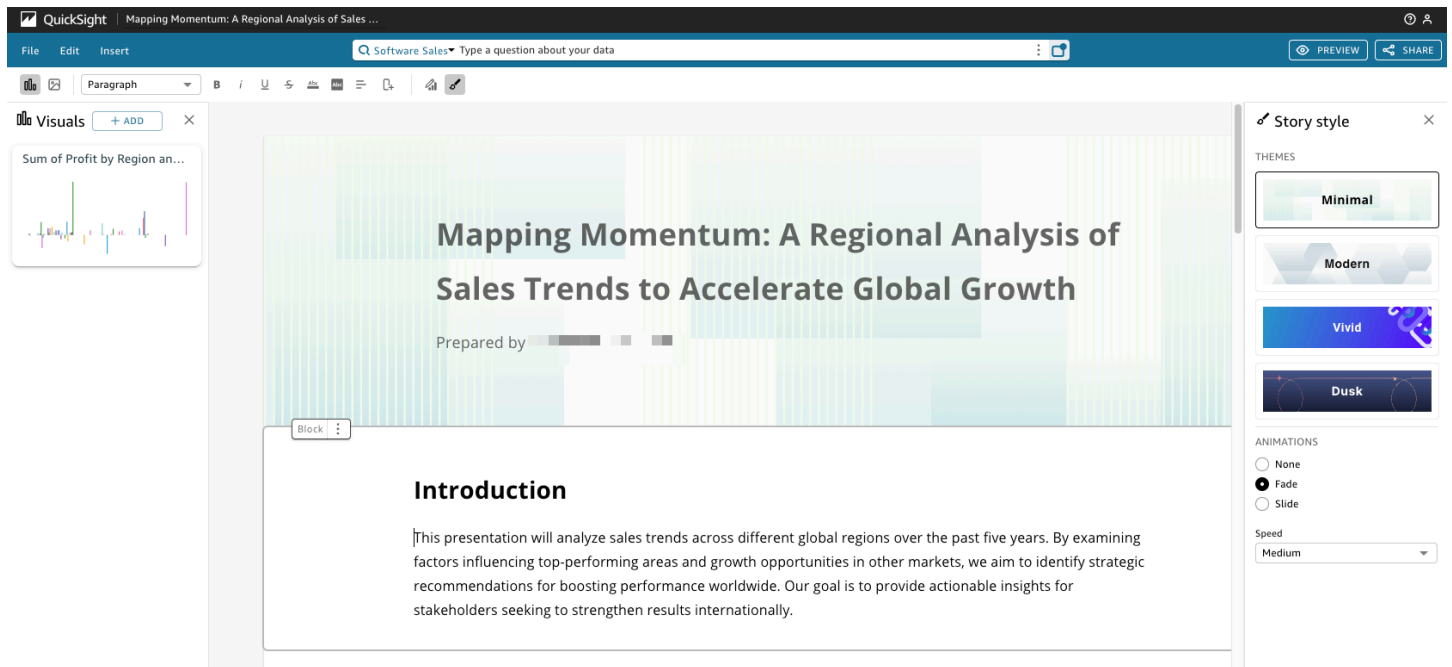 QuickSight Mapping Momentum: A Regional Analysis of Sales ...
File Edit Insert
Software Sales Type a question about your data
PREVIEW SHARE
Paragraph B i U S Abc Abc
Visuals + ADD
Sum of Profit by Region an...
Mapping Momentum: A Regional Analysis of
Sales Trends to Accelerate Global Growth
Prepared by
Block
Introduction
This presentation will analyze sales trends across different global regions over the past five years. By examining
factors influencing top-performing areas and growth opportunities in other markets, we aim to identify strategic
recommendations for boosting performance worldwide. Our goal is to provide actionable insights for
stakeholders seeking to strengthen results internationally.
Story style
THEMES
Minimal
Modern
Vivid
Dusk
ANIMATIONS
None
Fade
Slide
Speed
Medium